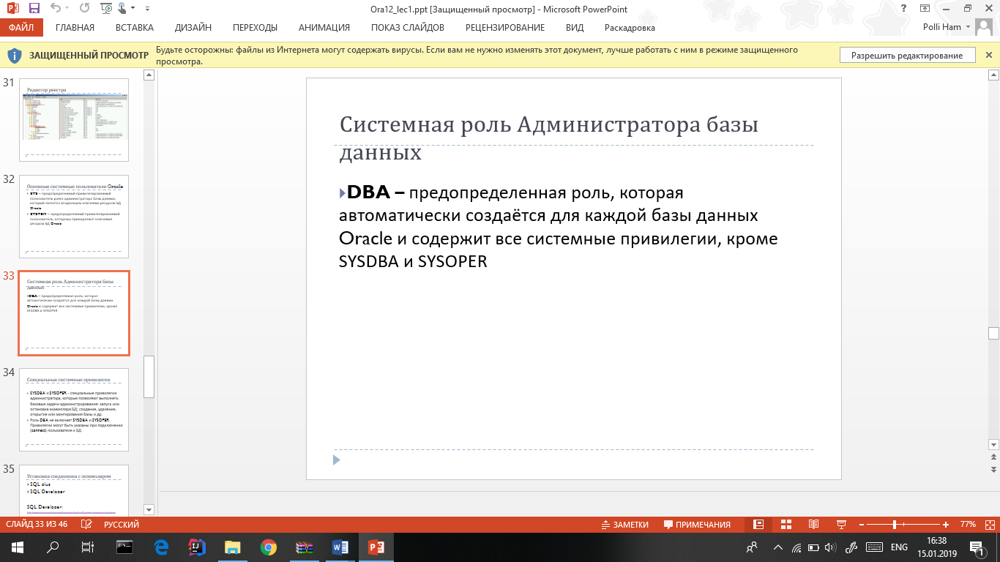 Ora12_lec1.ppt [Защищенный просмотр] - Microsoft PowerPoint
ФАЙЛ
ГЛАВНАЯ
ВСТАВКА
ДИЗАЙН
ПЕРЕХОДЫ
АНИМАЦИЯ
ПОКАЗ СЛАЙДОВ
РЕЦЕНЗИРОВАНИЕ
ВИД
Раскадровка
Polli Ham
ЗАЩИЩЕННЫЙ ПРОСМОТР
Будьте осторожны: файлы из Интернета могут содержать вирусы. Если вам не нужно изменять этот документ, лучше работать с ним в режиме защищенного
просмотра.
Разрешить редактирование
31
Редактор реестра
32
Основные системные пользователи Oracle
SYS – предопределенный привилегированный
пользователь ранга администратора базы данных,
который является владельцем ключевых ресурсов БД
Oracle
SYSTEM – предопределенный привилегированный
пользователь, которому принадлежат ключевые
ресурсы БД Oracle
33
Системная роль Администратора базы
данных
DBA – предопределенная роль, которая
автоматически создаётся для каждой базы данных
Oracle и содержит все системные привилегии, кроме
SYSDBA и SYSOPER
34
Специальные системные привилегии
SYSDBA и SYSOPER - специальные привилегии
администратора, которые позволяют выполнять
базовые задачи администрирования: запуск или
остановка экземпляра БД; создание, удаление,
открытие или монтирования базы и др.
Роль DBA не включает SYSDBA и SYSOPER.
Привилегии могут быть указаны при подключении
(connect) пользователя к БД.
35
Установка соединения с экземпляром
SQL plus
SQL Developer
SQL Developer:
Системная роль Администратора базы
данных
DBA – предопределенная роль, которая
автоматически создаётся для каждой базы данных
Oracle и содержит все системные привилегии, кроме
SYSDBA и SYSOPER
СЛАЙД 33 ИЗ 46
РУССКИЙ
ЗАМЕТКИ
ПРИМЕЧАНИЯ
77%
ENG
16:38
15.01.2019
1